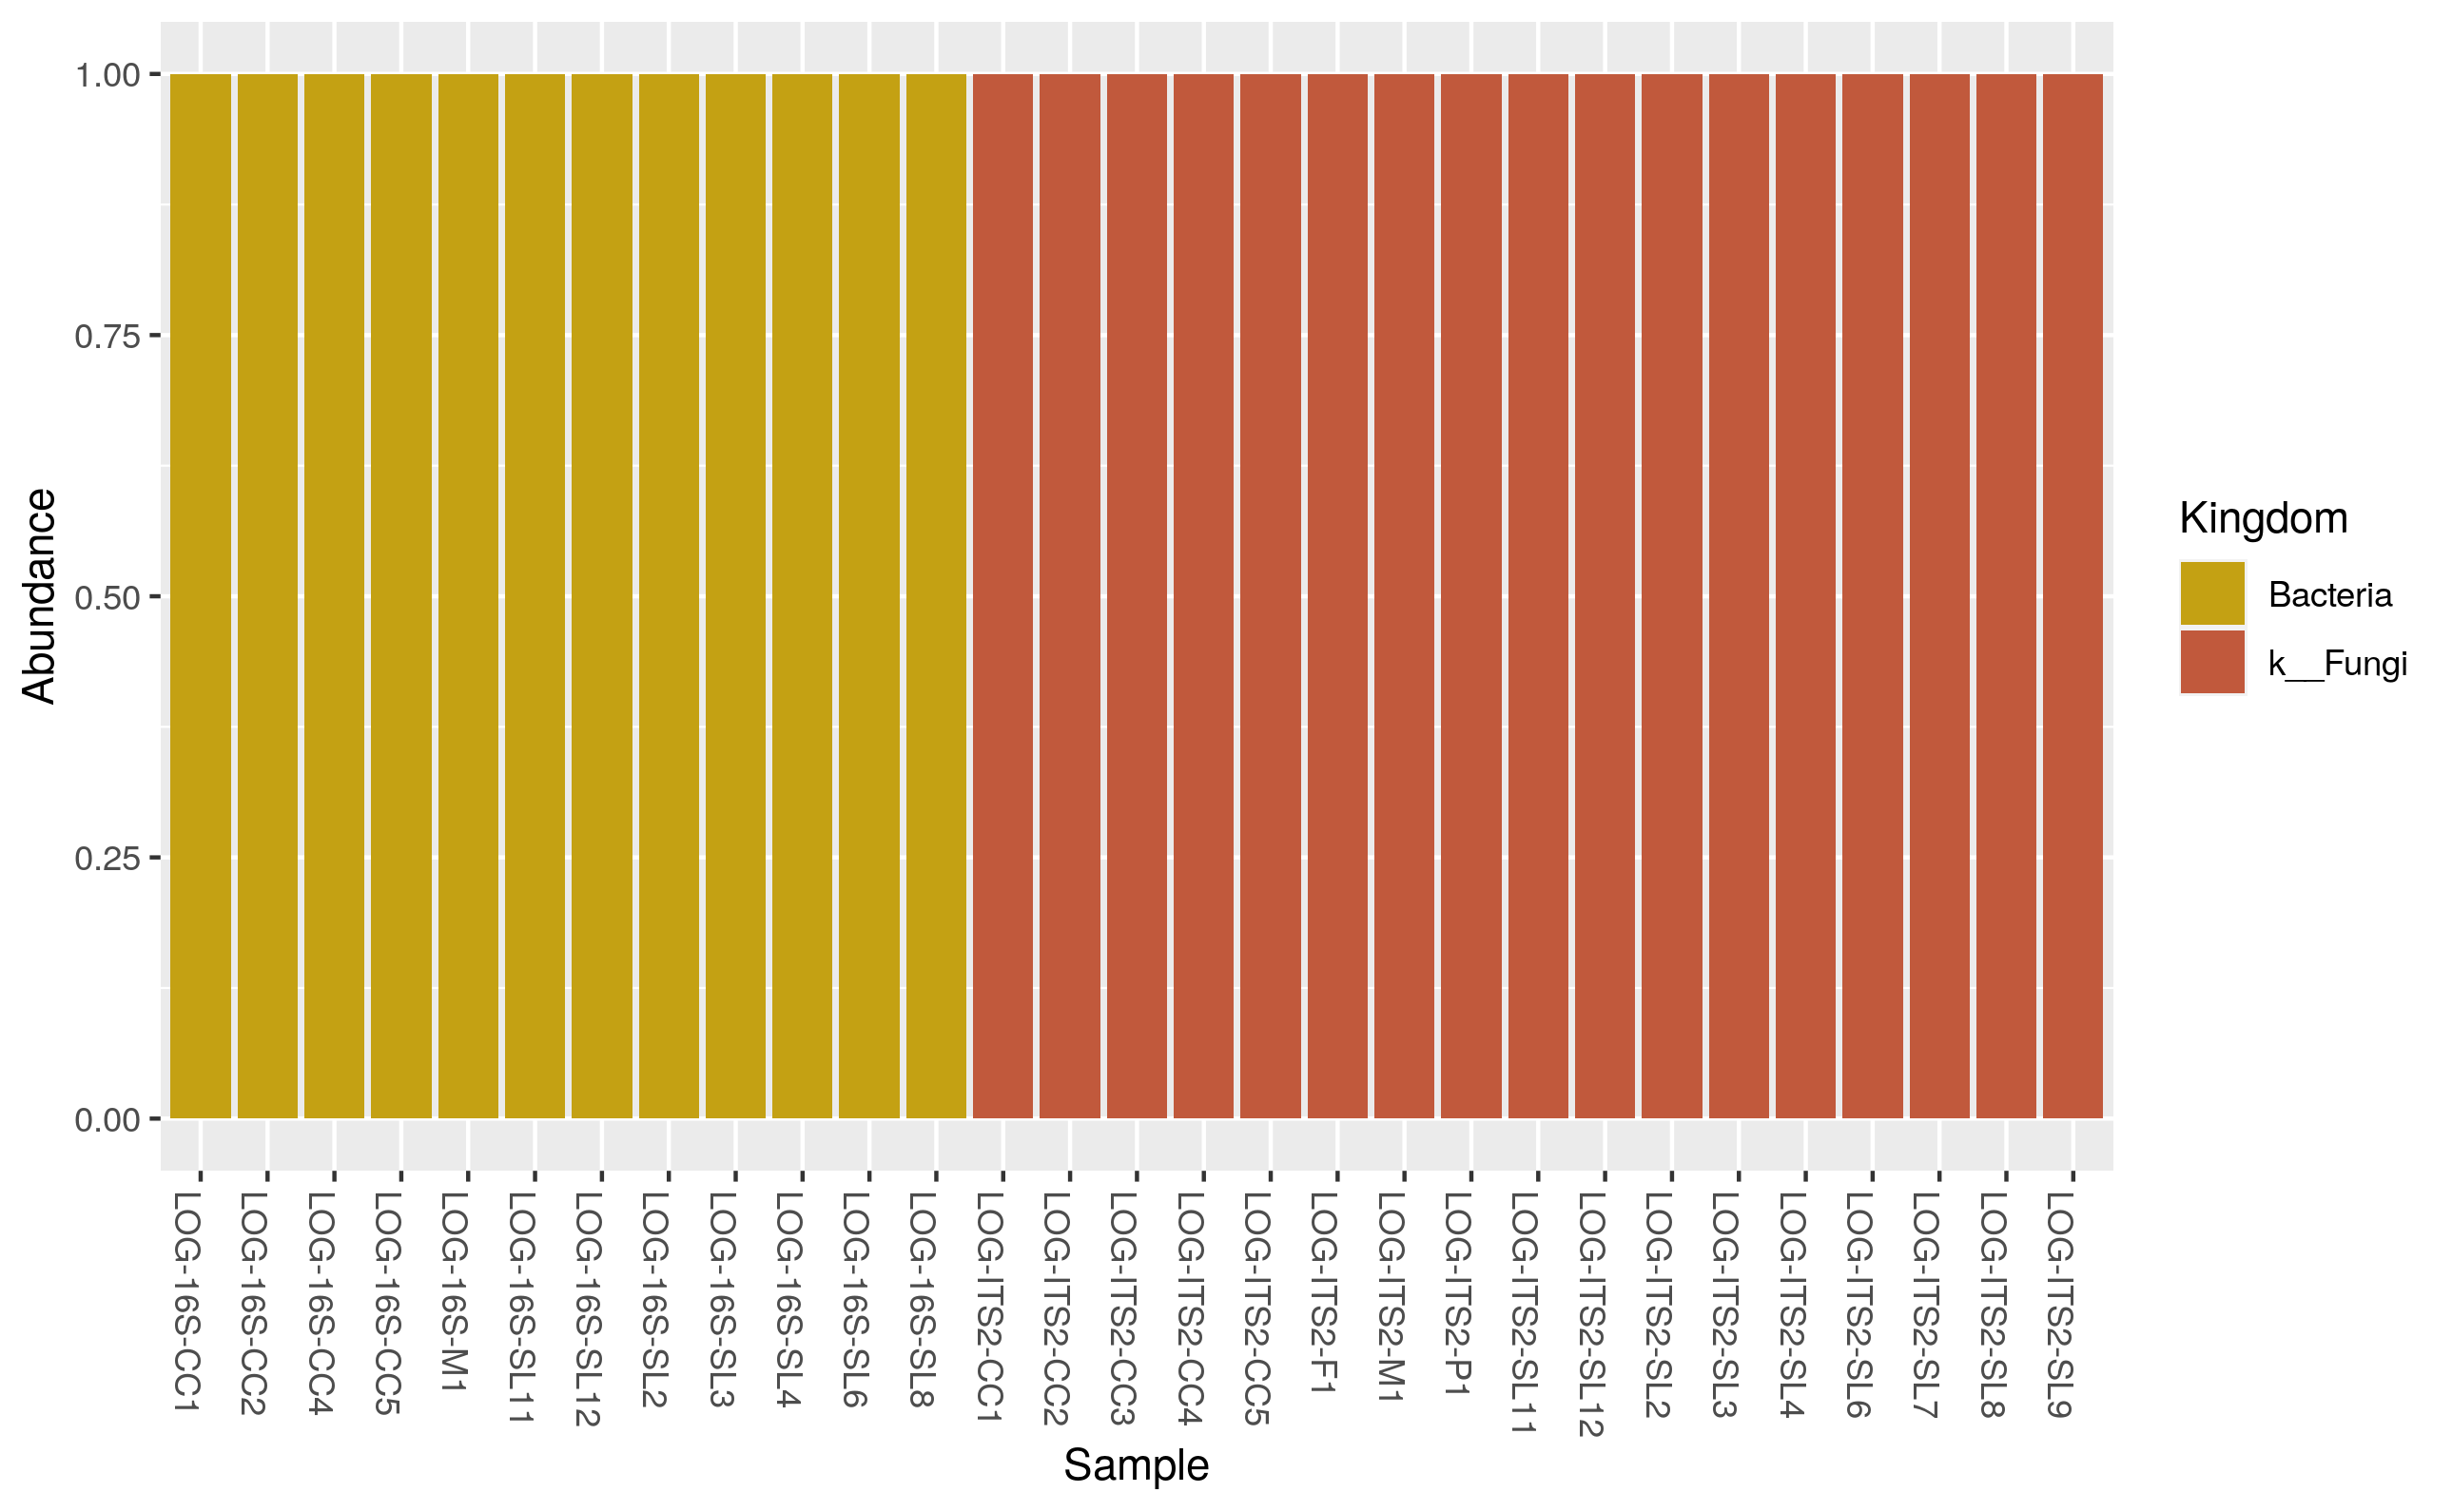 1.00
0.75
0.50
0.25
0.00
Abundance
LOG-16S-CC1
LOG-16S-CC2
LOG-16S-CC4
LOG-16S-CC5
LOG-16S-M1
LOG-16S-SL11
LOG-16S-SL12
LOG-16S-SL2
LOG-16S-SL3
LOG-16S-SL4
LOG-16S-SL6
LOG-16S-SL8
LOG-ITS2-CC1
LOG-ITS2-CC2
LOG-ITS2-CC3
LOG-ITS2-CC4
LOG-ITS2-CC5
LOG-ITS2-F1
LOG-ITS2-M1
LOG-ITS2-P1
LOG-ITS2-SL11
LOG-ITS2-SL12
LOG-ITS2-SL2
LOG-ITS2-SL3
LOG-ITS2-SL4
LOG-ITS2-SL6
LOG-ITS2-SL7
LOG-ITS2-SL8
LOG-ITS2-SL9
Sample
Kingdom
Bacteria
k__Fungi